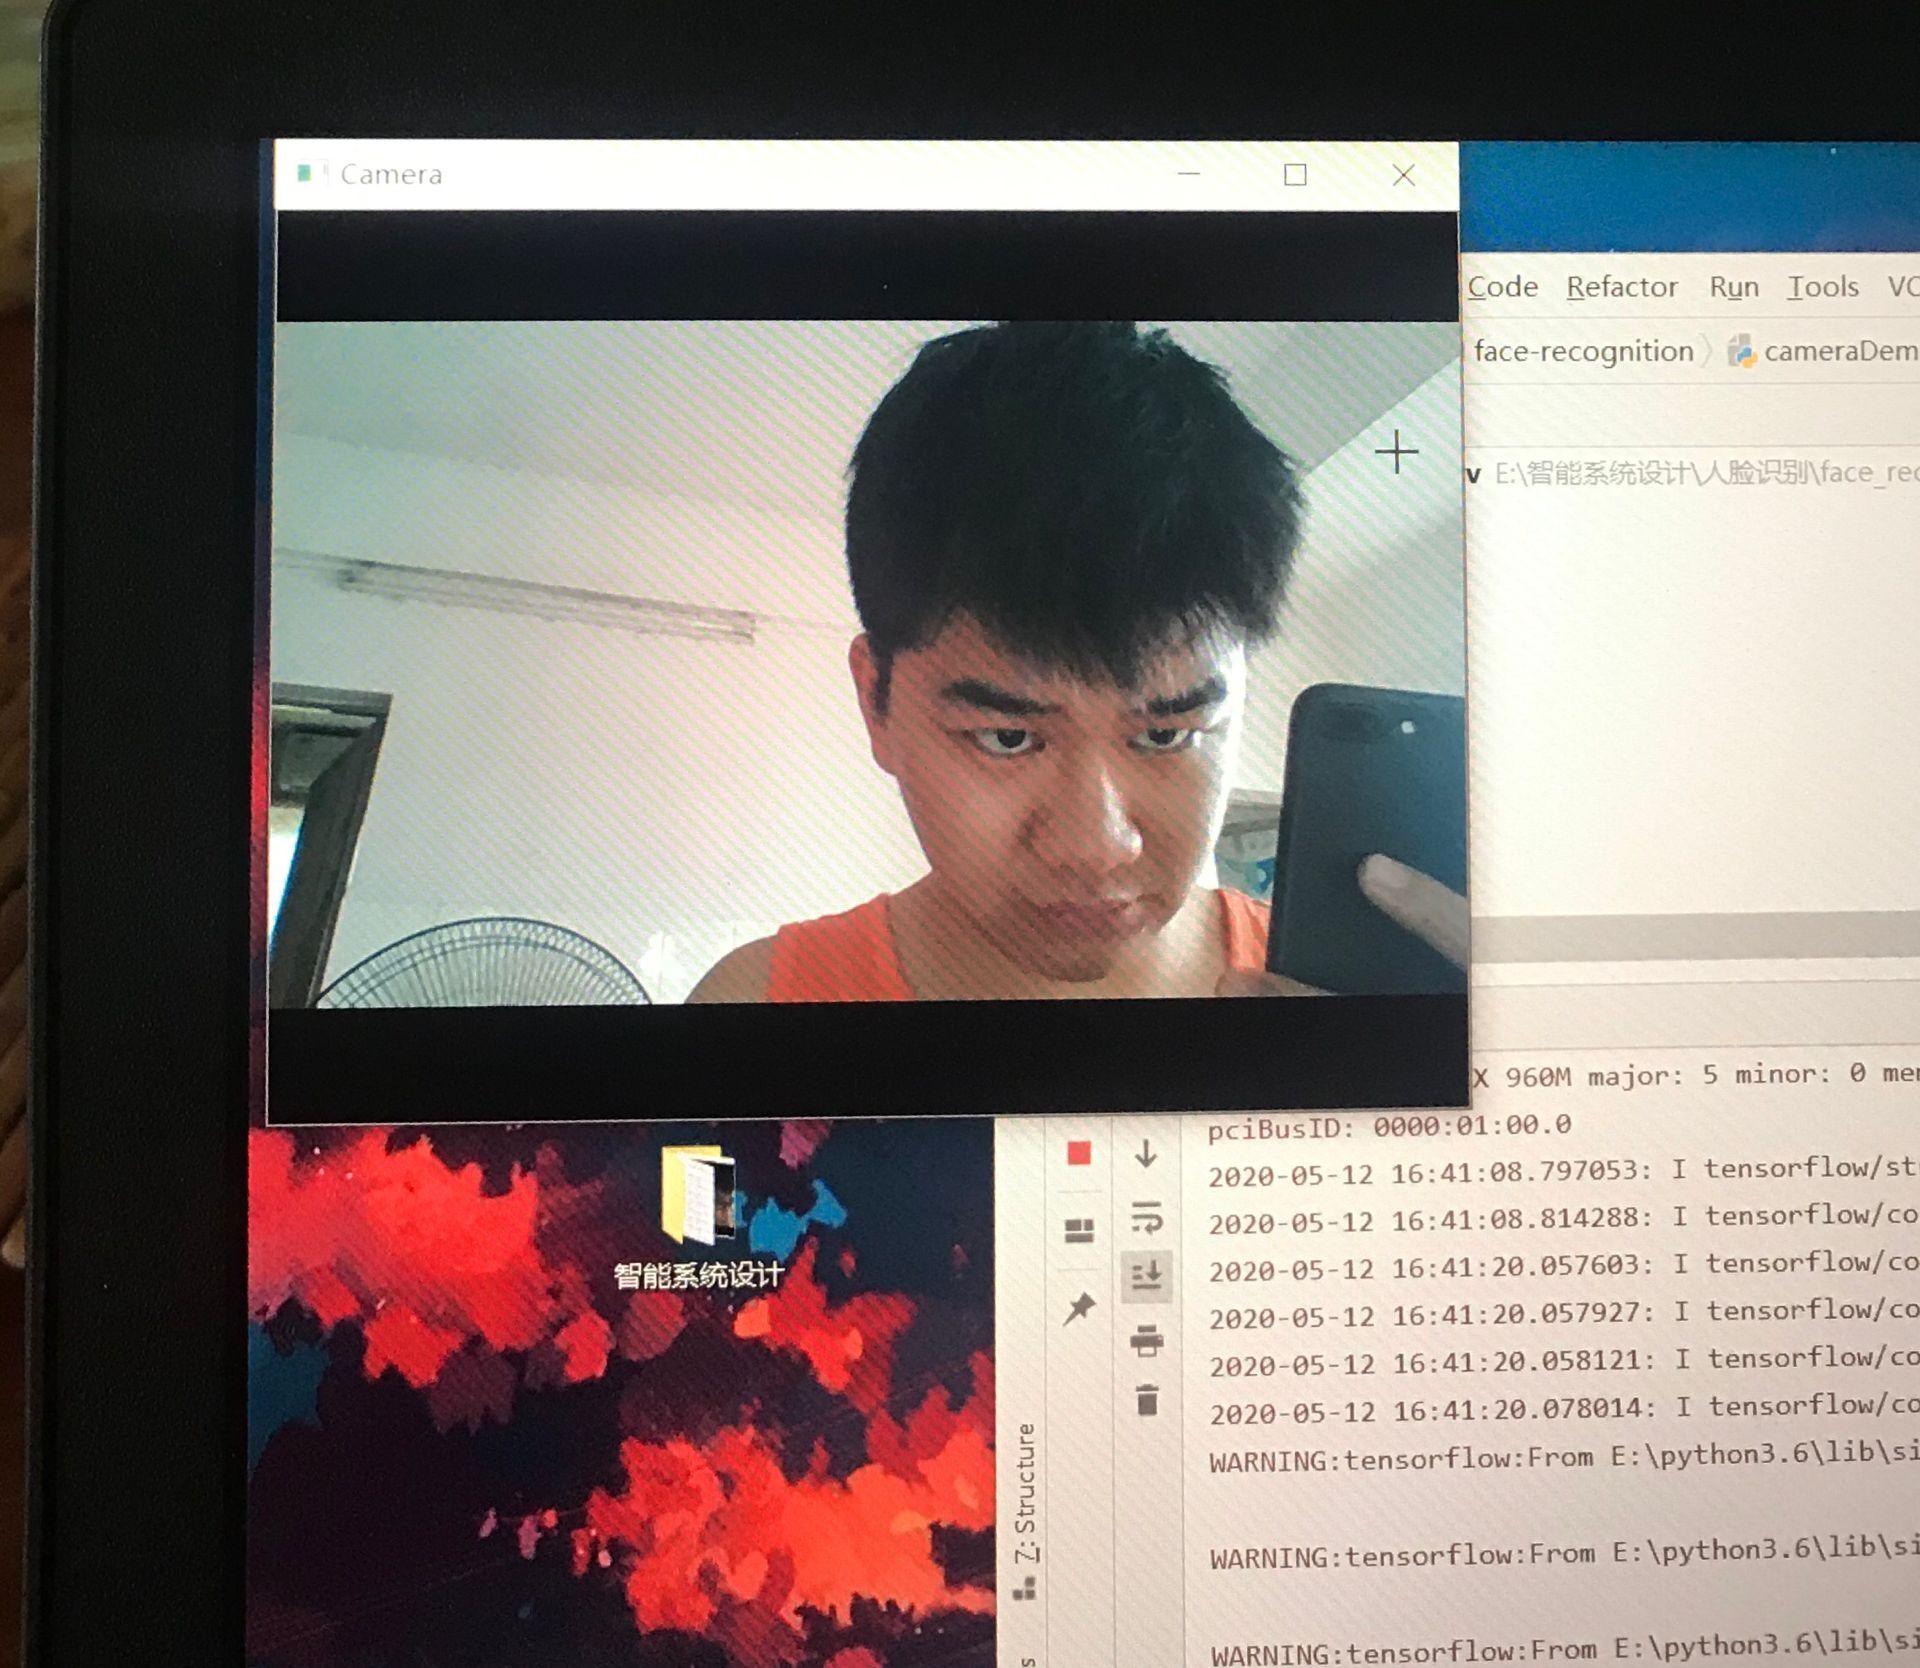 Camera
Code Refactor Run Tools VC
face-recognition cameraDem
v E:\智能系统设计\人脸识别\face_rec
X 960M major: 5 minor: 0 mem
pciBusID: 0000:01:00.0
2020-05-12 16:41:08.797053: I tensorflow/st
2020-05-12 16:41:08.814288: I tensorflow/co
2020-05-12 16:41:20.057603: I tensorflow/co
2020-05-12 16:41:20.057927: I tensorflow/co
2020-05-12 16:41:20.058121: I tensorflow/co
2020-05-12 16:41:20.078014: I tensorflow/co
WARNING:tensorflow:From E:\python3.6\lib\si
WARNING:tensorflow:From E:\python3.6\lib\si
WARNING:tensorflow:From E:\python3.6\lib\si
智能系统设计
7: Structure